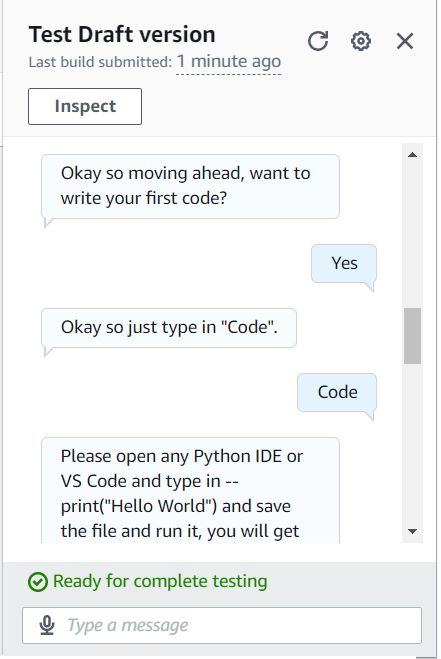 Test Draft version
Last build submitted: 1 minute ago
Inspect
Okay so moving ahead, want to
write your first code?
Yes
Okay so just type in "Code".
Code
Please open any Python IDE or
VS Code and type in --
print("Hello World") and save
the file and run it, you will get
Ready for complete testing
Type a message